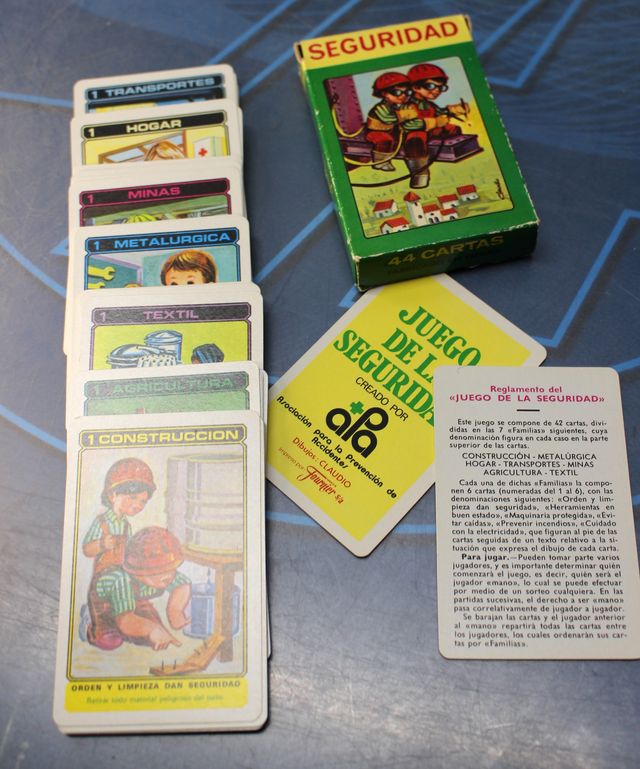 SEGURIDAD
44 CARTAS
1 TRANSPORTES
1 HOGAR
1 MINAS
1 METALURGICA
1 TEXTIL
1 AGRICULTURA
1 CONSTRUCCION
ORDEN Y LIMPIEZA DAN SEGURIDAD
Retirar todo material peligroso del suelo
JUEGO
DE LA
SEGURIDA
CREADO POR
aPa
Asociación para la Prevención de
Accidentes
Dibujos: CLAUDIO
Fournier S/a
Reglamento del
«JUEGO DE LA SEGURIDAD»
Este juego se compone de 42 cartas, divi-
didas en las 7 «Familias» siguientes, cuya
denominación figura en cada caso en la parte
superior de las cartas.
CONSTRUCCIÓN - METALÚRGICA
HOGAR - TRANSPORTES - MINAS
AGRICULTURA - TEXTIL
Cada una de dichas «Familias» la compo-
nen 6 cartas (numeradas del 1 al 6), con las
denominaciones siguientes: «Orden y lim-
pieza dan seguridad», «Herramientas en
buen estado», «Maquinaria protegida», «Evi-
tar caídas», «Prevenir incendios», «Cuidado
con la electricidad», que figuran al pie de las
cartas seguidas de un texto relativo a la si-
tuación que expresa el dibujo de cada carta.
Para jugar.—Pueden tomar parte varios
jugadores, y es importante determinar quién
comenzará el juego, es decir, quién será el
jugador «mano», lo cual se puede efectuar
por medio de un sorteo cualquiera. En las
partidas sucesivas, el derecho a ser «mano»
pasa correlativamente de jugador a jugador.
Se barajan las cartas y el jugador anterior
al «mano» repartirá todas las cartas entre
los jugadores, los cuales ordenarán sus car-
tas por «Familias».